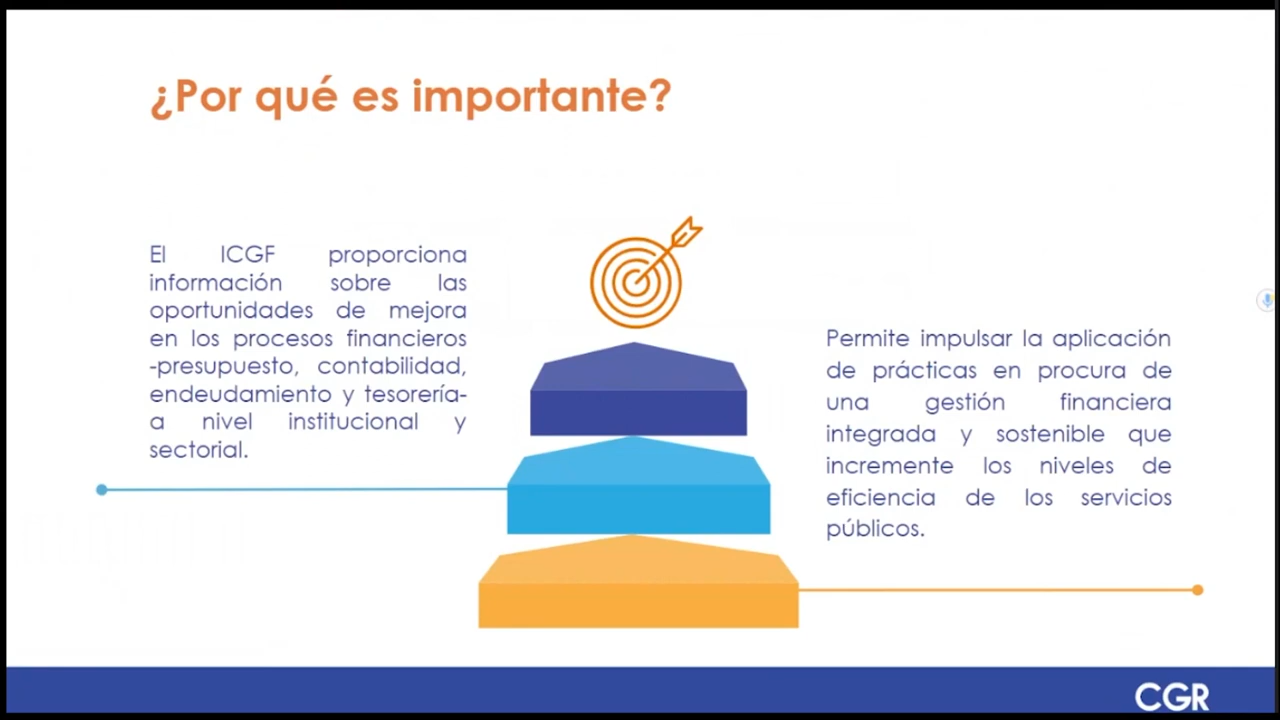 ¿Por qué es importante?
El ICGF proporciona
información sobre las
oportunidades de mejora
en los procesos financieros
-presupuesto, contabilidad,
endeudamiento y tesorería-
a nivel institucional y
sectorial.
Permite impulsar la aplicación
de prácticas en procura de
una gestión financiera
integrada y sostenible que
incremente los niveles de
eficiencia de los servicios
públicos.
CGR